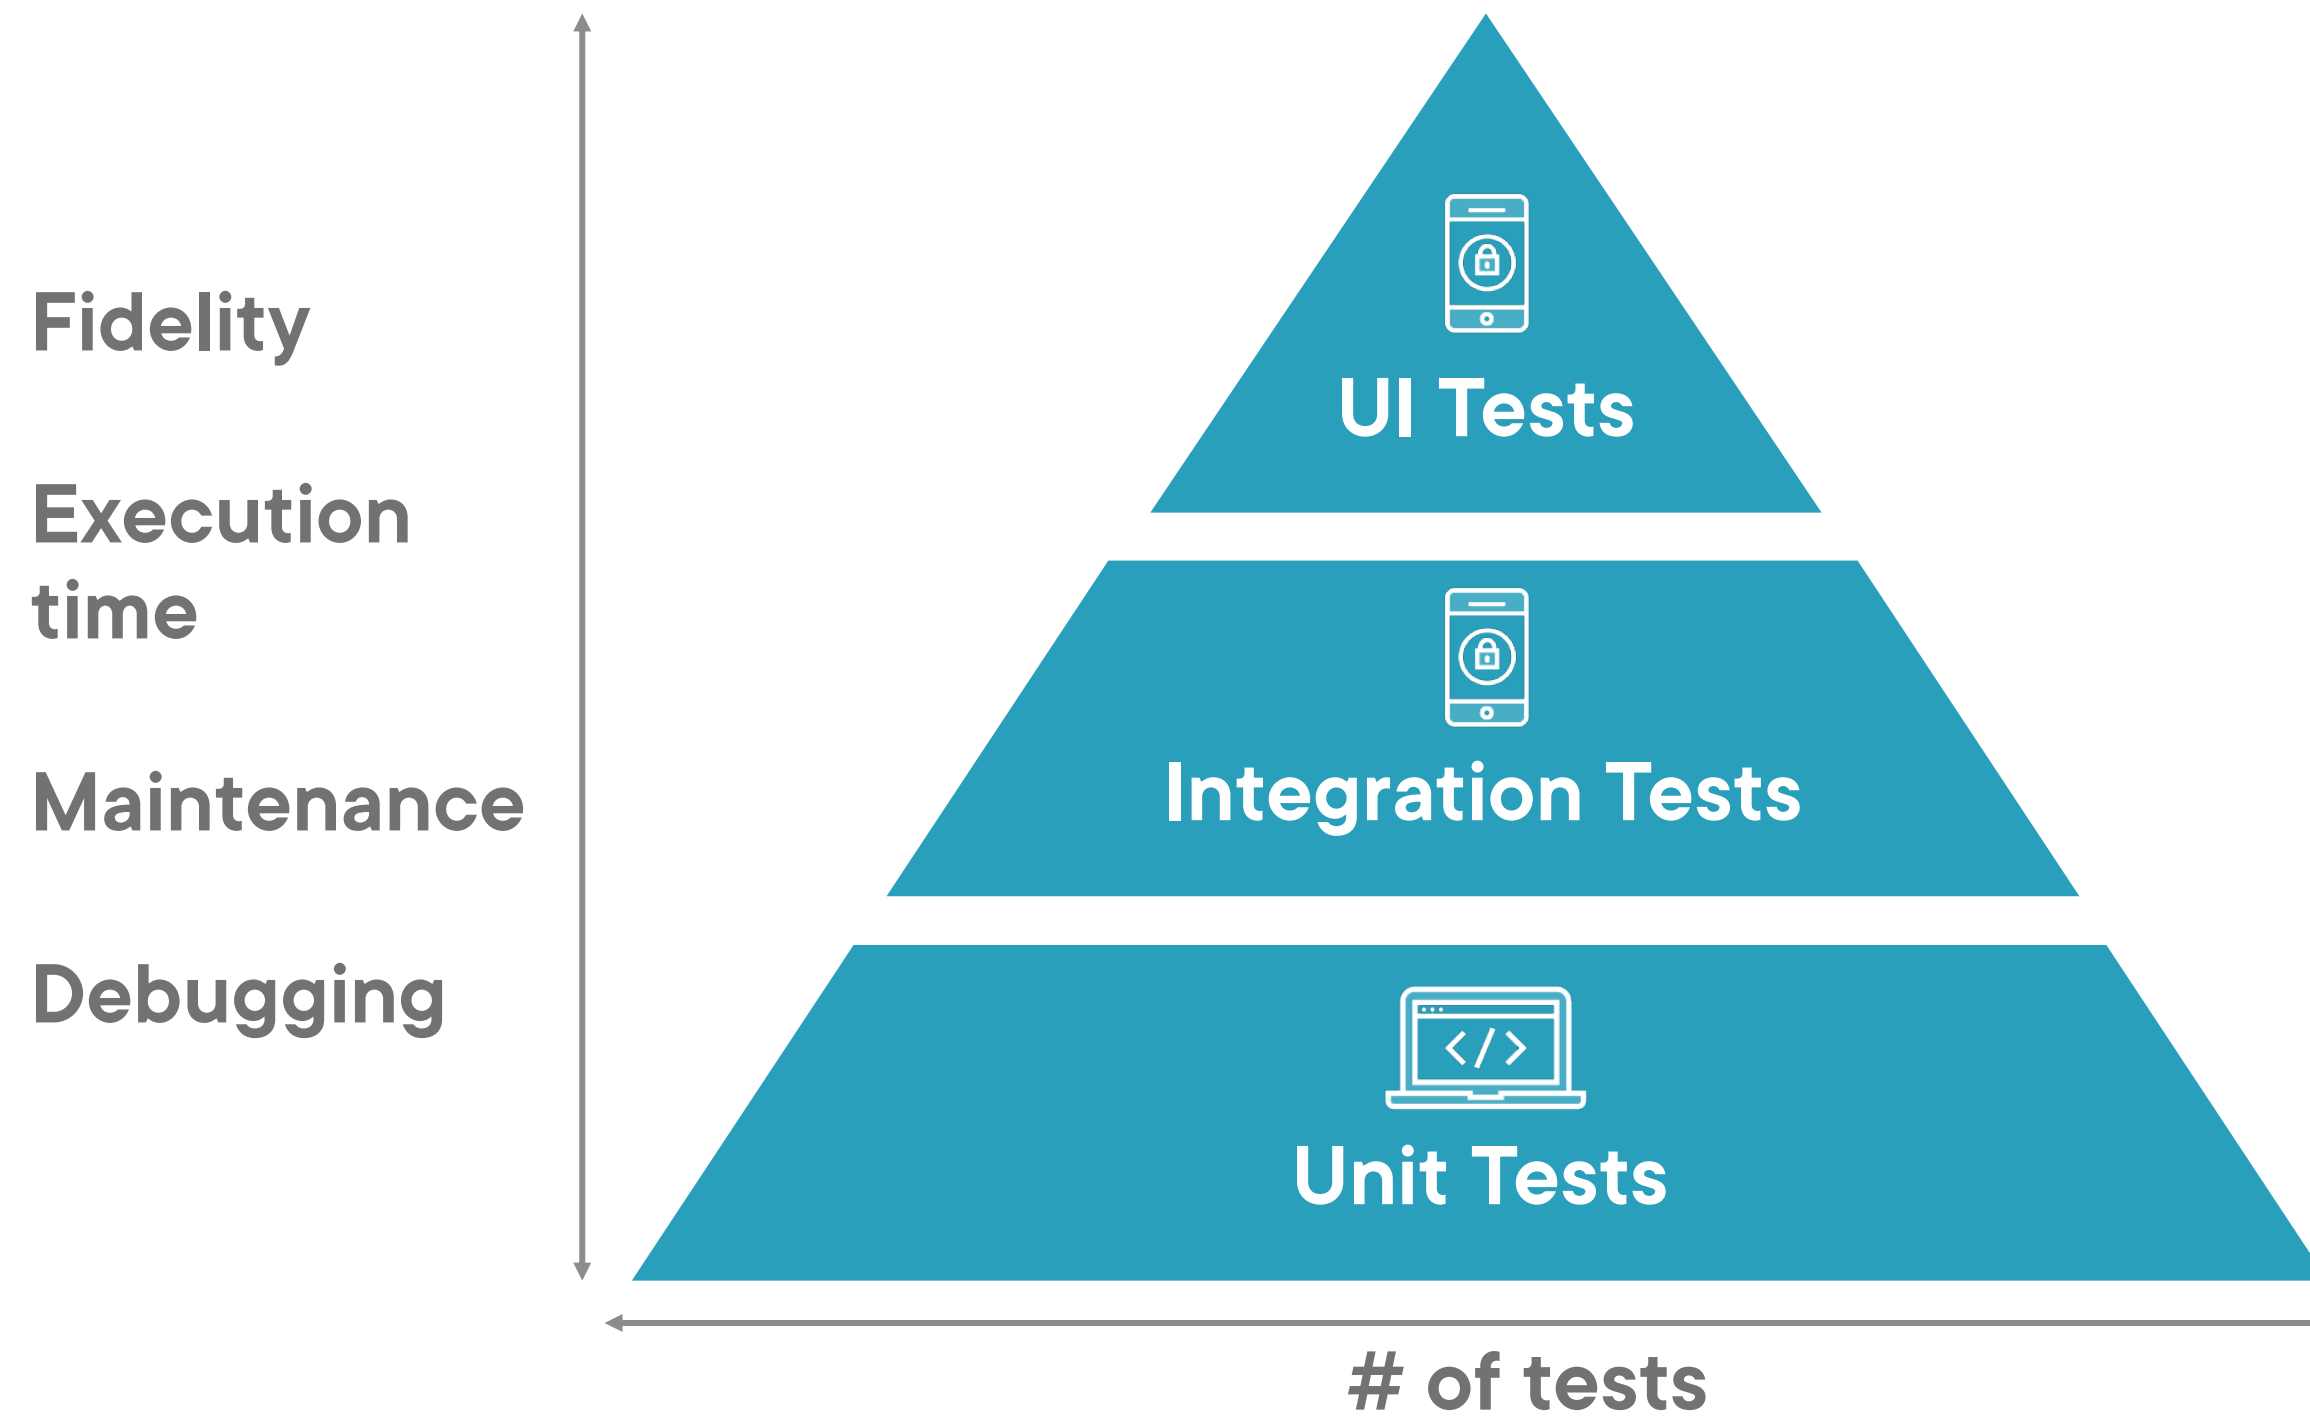 Fidelity
Execution
time
Maintenance
Debugging
UI Tests
Integration Tests
</>
Unit Tests
# of tests